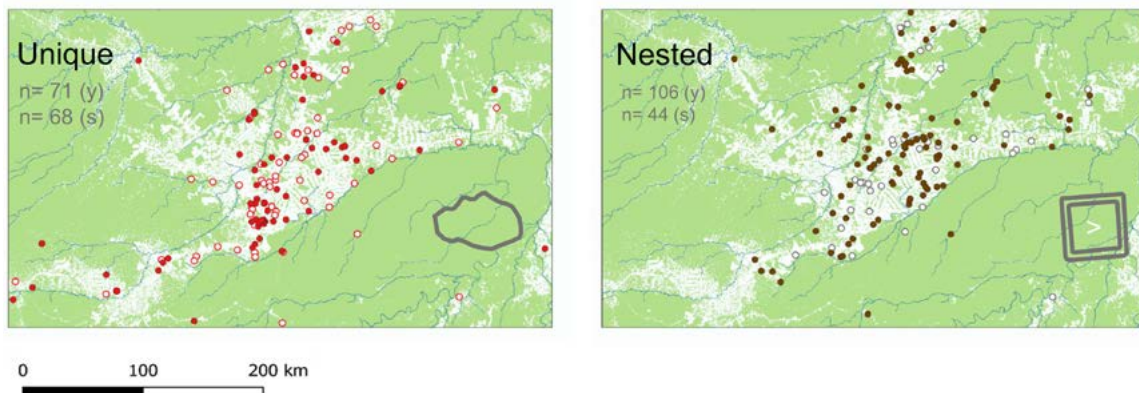 Unique
n= 71 (y)
n= 68 (s)
Nested
n= 106 (y)
n= 44 (s)
>
0 100 200 km